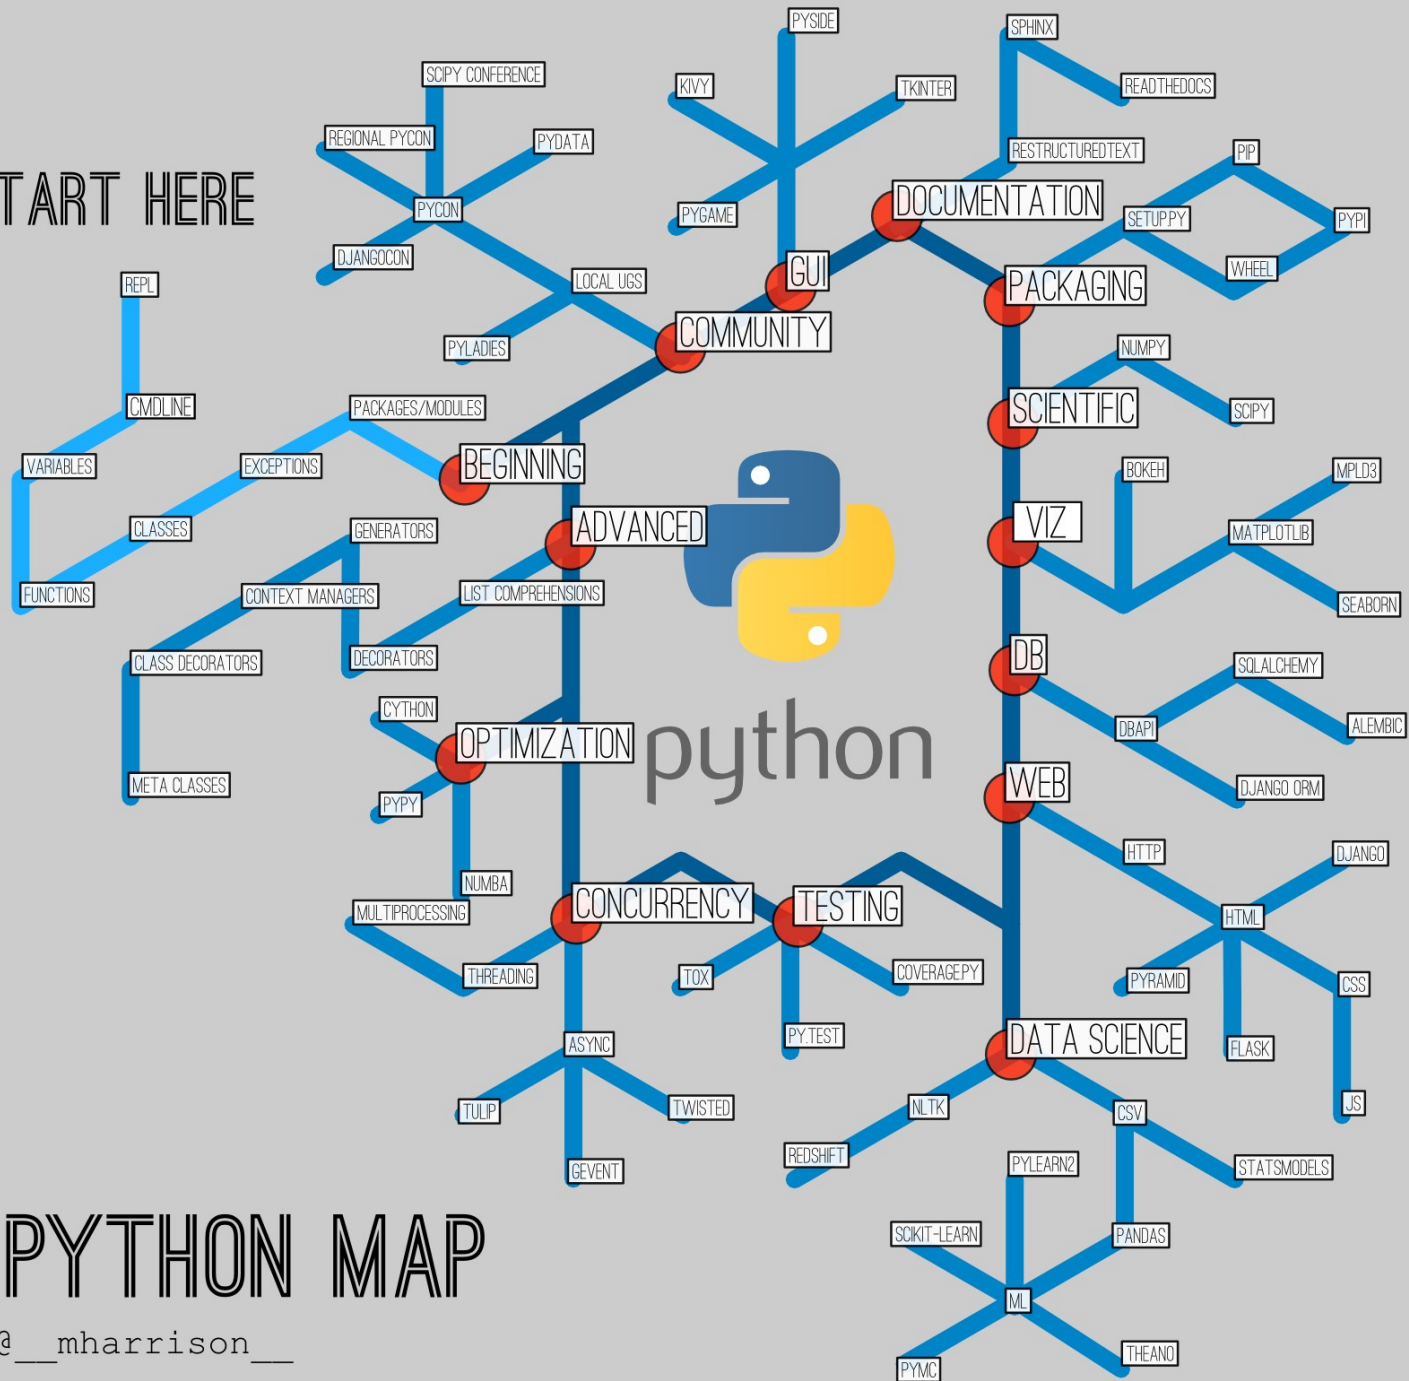 PYSIDE
SPHINX
SCIPY CONFERENCE
KIVY
TKINTER
READTHEDOCS
REGIONAL PYCON
PYDATA
RESTRUCTUREDTEXT
PIP
TART HERE
PYCON
PYGAME
DOCUMENTATION
SETUP.PY
PYPI
DJANGOCON
GUI
WHEEL
REPL
LOCAL UGS
PACKAGING
COMMUNITY
PYLADIES
NUMPY
CMDLINE
PACKAGES/MODULES
SCIENTIFIC
SCIPY
VARIABLES
EXCEPTIONS
BEGINNING
BOKEH
MPLD3
CLASSES
GENERATORS
ADVANCED
VIZ
MATPLOTLIB
FUNCTIONS
CONTEXT MANAGERS
LIST COMPREHENSIONS
SEABORN
CLASS DECORATORS
DECORATORS
DB
SQLALCHEMY
CYTHON
DBAPI
ALEMBIC
OPTIMIZATION
python
META CLASSES
PYPY
WEB
DJANGO ORM
HTTP
DJANGO
NUMBA
MULTIPROCESSING
CONCURRENCY
TESTING
HTML
THREADING
TOX
COVERAGE.PY
PYRAMID
CSS
ASYNC
PY.TEST
DATA SCIENCE
FLASK
TULIP
TWISTED
NLTK
CSV
JS
GEVENT
REDSHIFT
PYLEARN2
STATSMODELS
PYTHON MAP
SCIKIT-LEARN
PANDAS
ML
@__mharrison__
PYMC
THEANO